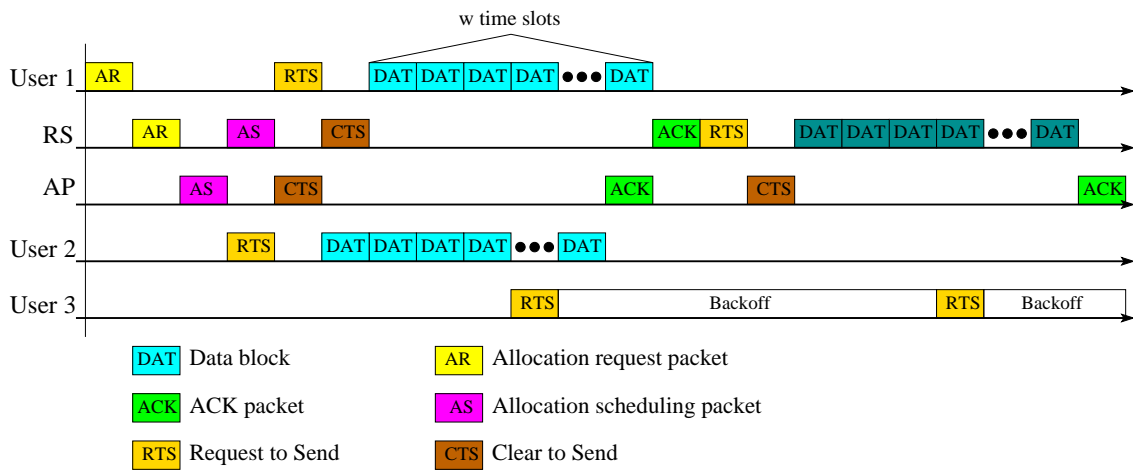 w time slots
User 1 AR RTS DAT DAT DAT DAT DAT
RS AR AS CTS ACK RTS DAT DAT DAT DAT DAT
AP AS CTS ACK CTS ACK
User 2 RTS DAT DAT DAT DAT DAT
User 3 RTS Backoff RTS Backoff
DAT Data block AR Allocation request packet
ACK ACK packet AS Allocation scheduling packet
RTS Request to Send CTS Clear to Send